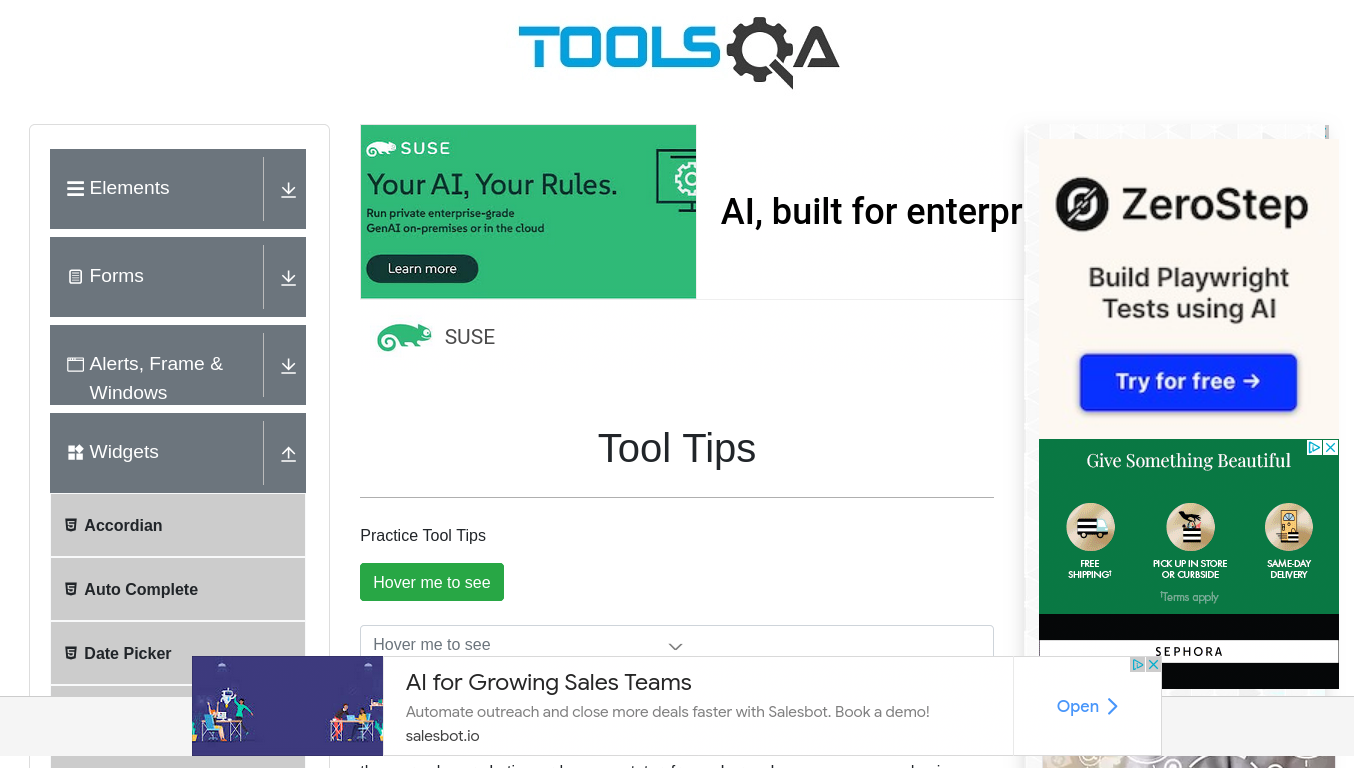 TOOLSQA
Elements
Forms
Alerts, Frame &
Windows
Widgets
Accordian
Auto Complete
Date Picker
SUSE
Your AI, Your Rules.
Run private enterprise-grade
GenAI on-premises or in the cloud
Learn more
AI, built for enterpr
SUSE
Tool Tips
Practice Tool Tips
Hover me to see
Hover me to see
ZeroStep
Build Playwright
Tests using AI
Try for free →
Give Something Beautiful
FREE
SHIPPING†
PICK UP IN STORE
OR CURBSIDE
SAME-DAY
DELIVERY
†Terms apply
SEPHORA
AI for Growing Sales Teams
Automate outreach and close more deals faster with Salesbot. Book a demo!
salesbot.io
Open